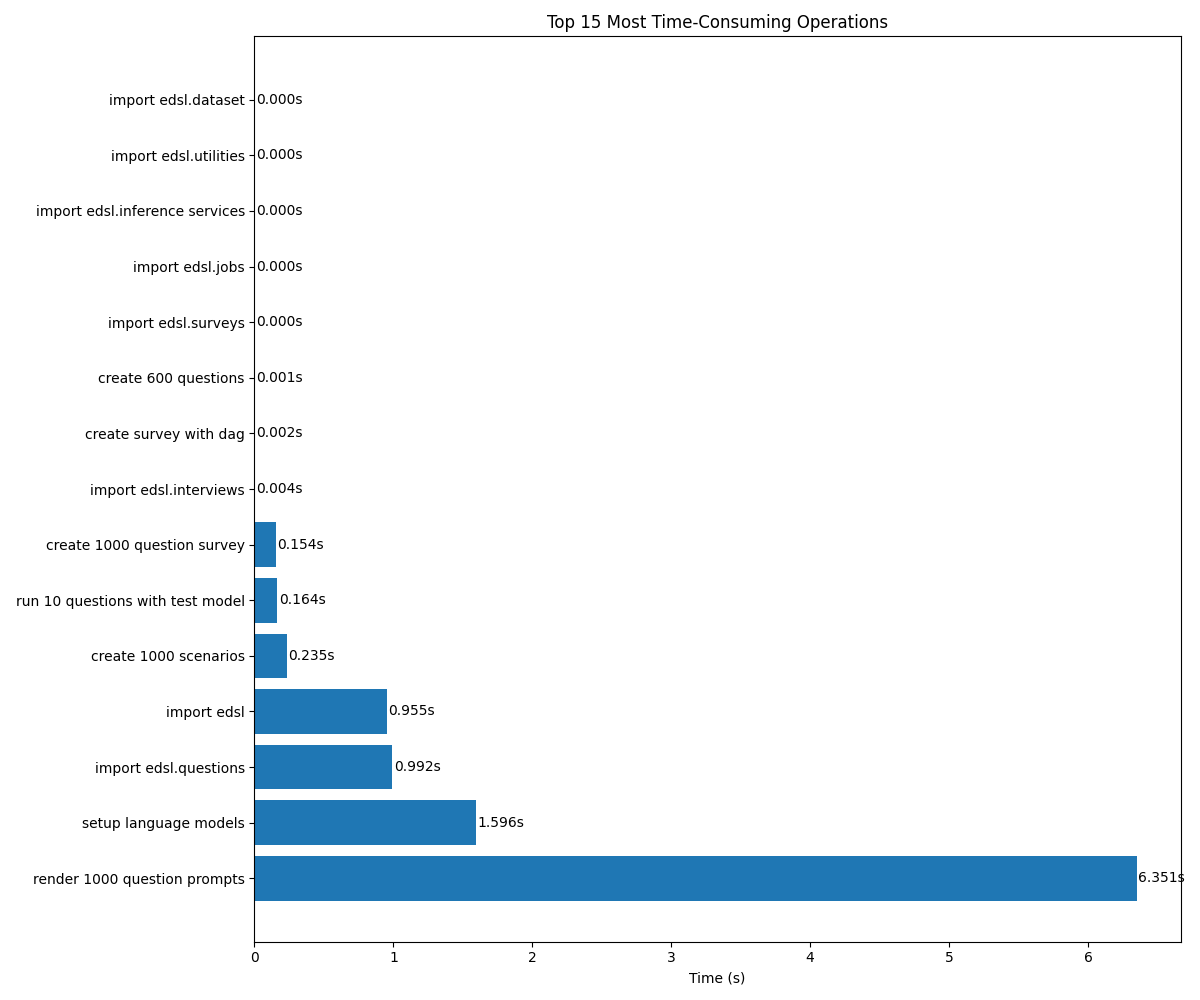 Top 15 Most Time-Consuming Operations
import edsl.dataset 0.000s
import edsl.utilities 0.000s
import edsl.inference services 0.000s
import edsl.jobs 0.000s
import edsl.surveys 0.000s
create 600 questions 0.001s
create survey with dag 0.002s
import edsl.interviews 0.004s
create 1000 question survey 0.154s
run 10 questions with test model 0.164s
create 1000 scenarios 0.235s
import edsl 0.955s
import edsl.questions 0.992s
setup language models 1.596s
render 1000 question prompts 6.351s
0 1 2 3 4 5 6
Time (s)